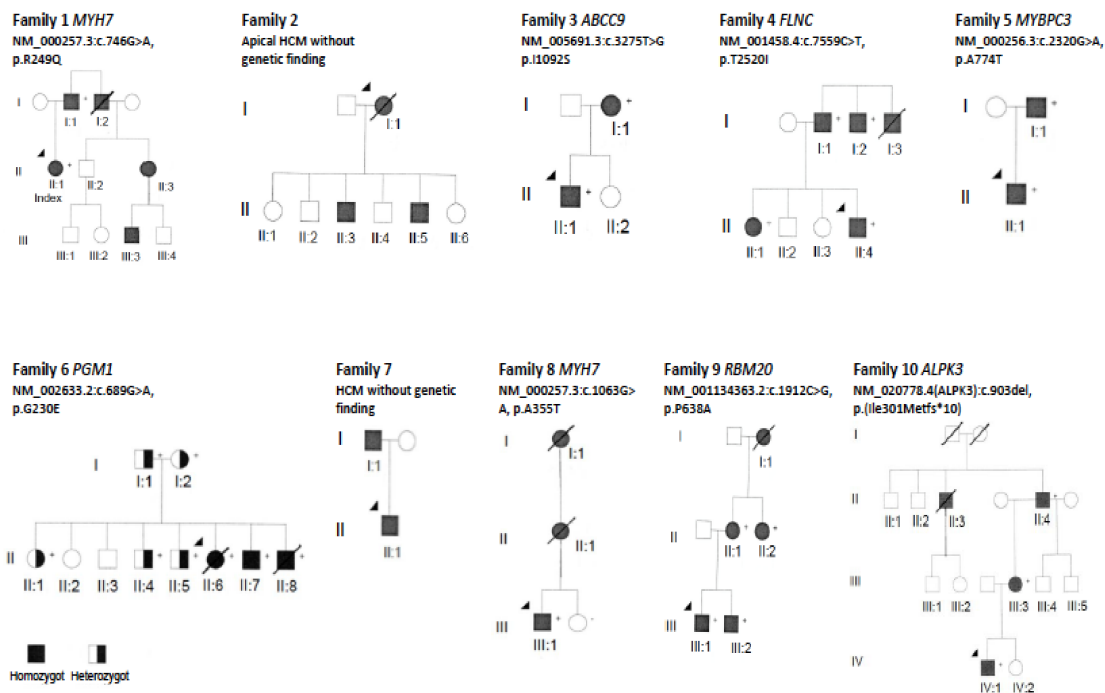 Family 1 MYH7
NM_000257.3:c.746G>A,
p.R249Q
I
I:1 +
I:2
II
II:1 +
Index
II:2
II:3
III
III:1
III:2
III:3
III:4
Family 2
Apical HCM without
genetic finding
I
I:1
II
II:1
II:2
II:3
II:4
II:5
II:6
Family 3 ABCC9
NM_005691.3:c.3275T>G
p.I1092S
I
+
I:1
II
+
II:1
II:2
Family 4 FLNC
NM_001458.4:c.7559C>T,
p.T2520I
I
+ +
I:1
I:2
I:3
II
+ +
II:1
II:2
II:3
II:4
Family 5 MYBPC3
NM_000256.3:c.2320G>A,
p.A774T
I
+
I:1
II
+
II:1
Family 6 PGM1
NM_002633.2:c.689G>A,
p.G230E
I
+ +
I:1
I:2
II
+ + + + + +
II:1
II:2
II:3
II:4
II:5
II:6
II:7
II:8
Homozygot
Heterozygot
Family 7
HCM without genetic
finding
I
I:1
II
II:1
Family 8 MYH7
NM_000257.3:c.1063G>
A, p.A355T
I
I:1
II
II:1
III
+ -
III:1
Family 9 RBM20
NM_001134363.2:c.1912C>G,
p.P638A
I
I:1
II
+ +
II:1
II:2
III
+ +
III:1
III:2
Family 10 ALPK3
NM_020778.4(ALPK3):c.903del,
p.(Ile301Metfs*10)
I
II
+
II:1
II:2
II:3
II:4
III
+
III:1
III:2
III:3
III:4
III:5
IV
+
IV:1
IV:2